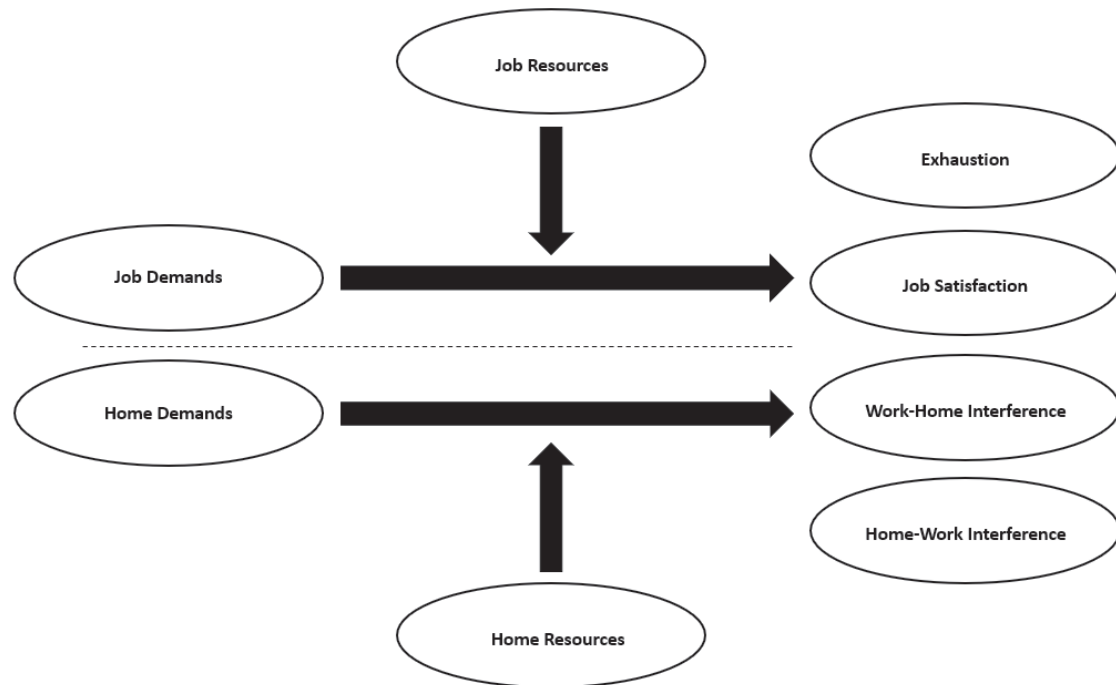 Job Resources
Exhaustion
Job Demands
Job Satisfaction
Home Demands
Work-Home Interference
Home-Work Interference
Home Resources